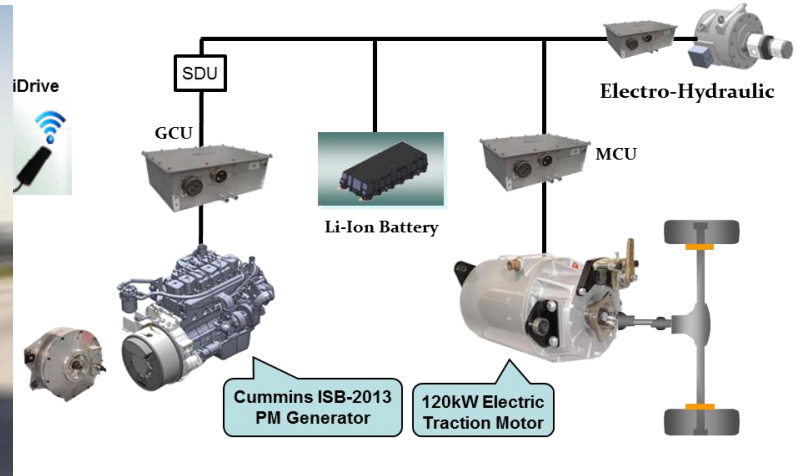 iDrive
SDU
GCU
Electro-Hydraulic
MCU
Li-Ion Battery
Cummins ISB-2013
PM Generator
120kW Electric
Traction Motor